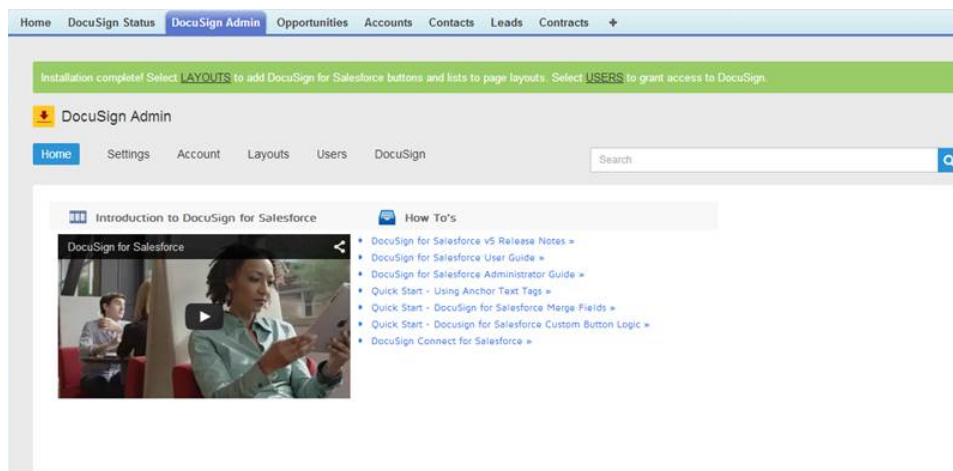 Home DocuSign Status DocuSign Admin Opportunities Accounts Contacts Leads Contracts +
Installation complete! Select LAYOUTS to add DocuSign for Salesforce buttons and lists to page layouts. Select USERS to grant access to DocuSign.
DocuSign Admin
Home Settings Account Layouts Users DocuSign Search
Introduction to DocuSign for Salesforce
How To's
DocuSign for Salesforce
DocuSign for Salesforce v5 Release Notes »
DocuSign for Salesforce User Guide »
DocuSign for Salesforce Administrator Guide »
Quick Start - Using Anchor Text Tags »
Quick Start - DocuSign for Salesforce Merge Fields »
Quick Start - Docusign for Salesforce Custom Button Logic »
DocuSign Connect for Salesforce »